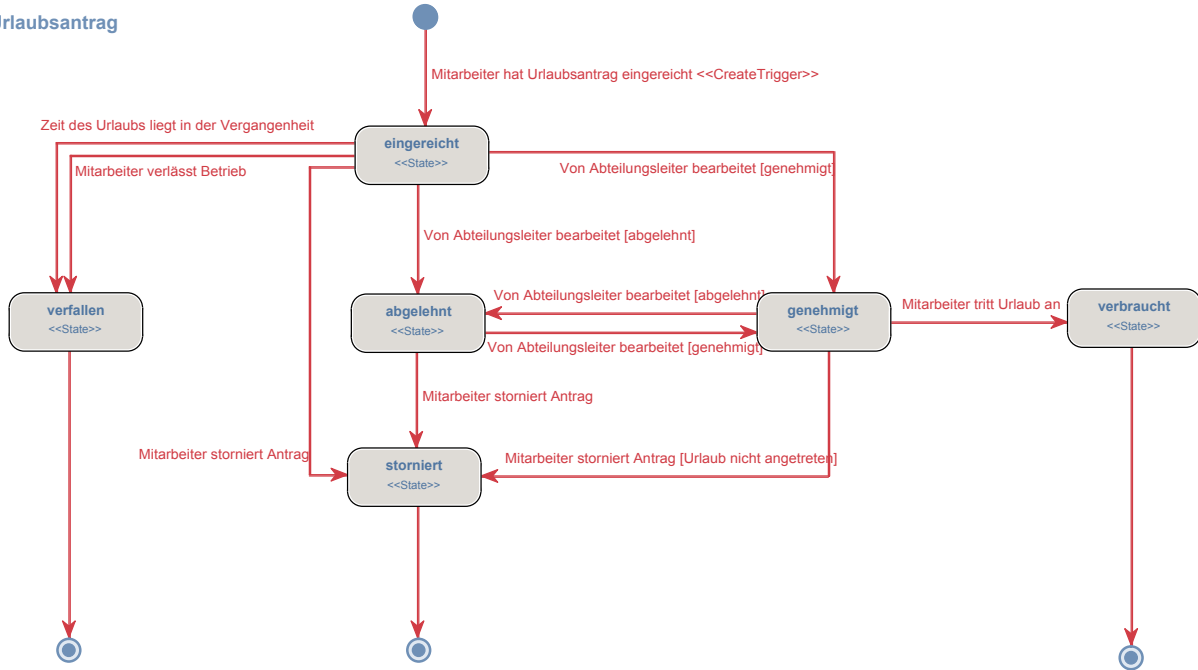 Urlaubsantrag
Mitarbeiter hat Urlaubsantrag eingereicht <<CreateTrigger>>
Zeit des Urlaubs liegt in der Vergangenheit
eingereicht
<<State>>
Mitarbeiter verlässt Betrieb
Von Abteilungsleiter bearbeitet [genehmigt]
Von Abteilungsleiter bearbeitet [abgelehnt]
verfallen
<<State>>
abgelehnt
<<State>>
Von Abteilungsleiter bearbeitet [abgelehnt]
Von Abteilungsleiter bearbeitet [genehmigt]
genehmigt
<<State>>
Mitarbeiter tritt Urlaub an
verbraucht
<<State>>
Mitarbeiter storniert Antrag
Mitarbeiter storniert Antrag
storniert
<<State>>
Mitarbeiter storniert Antrag [Urlaub nicht angetreten]